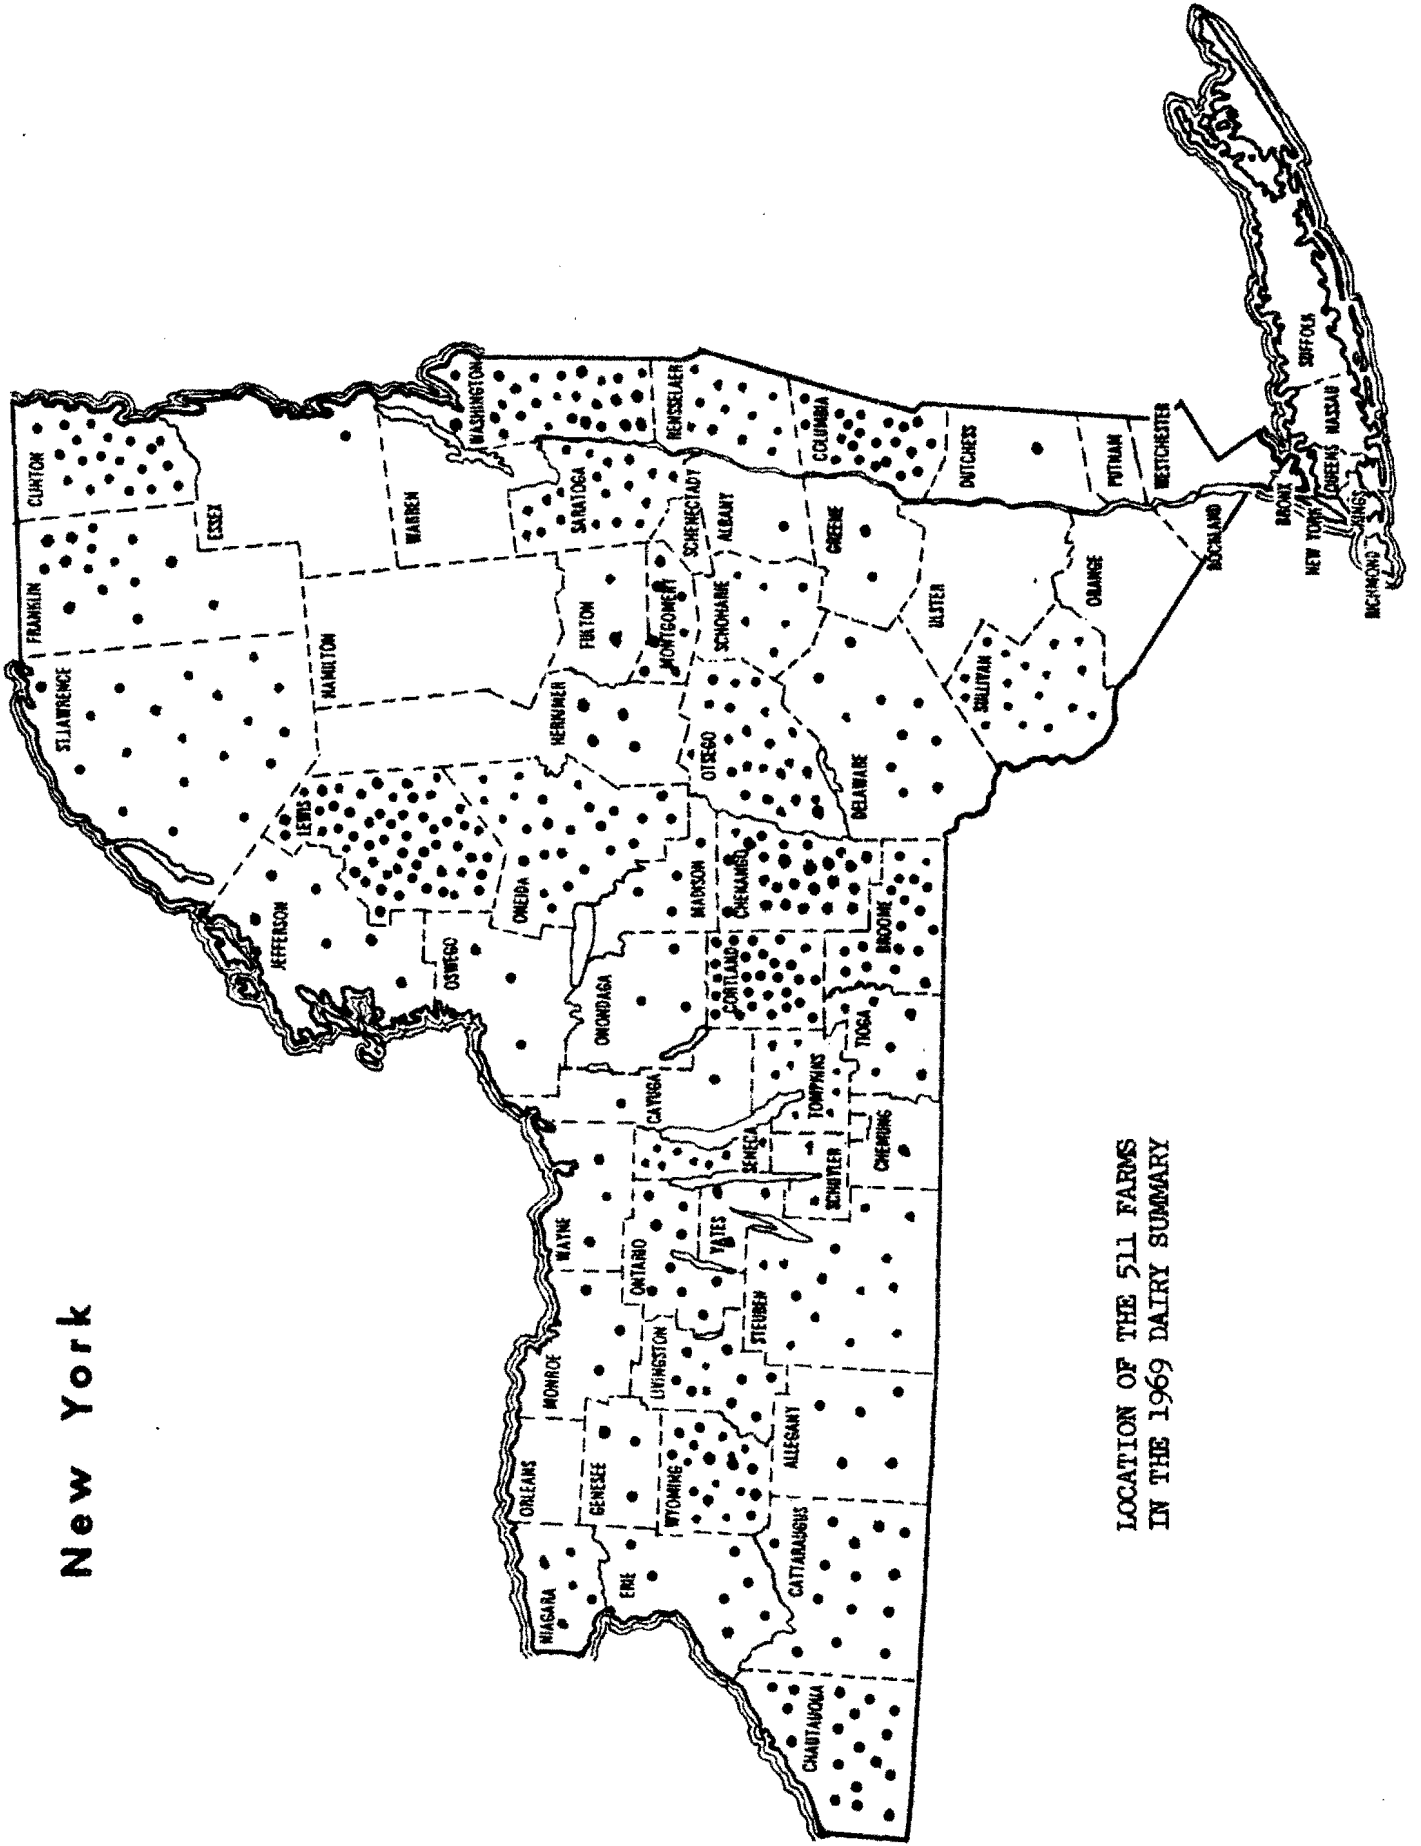 New York
CLINTON
FRANKLIN
ST.LAWRENCE
ESSEX
WARREN
HAMILTON
HERKIMER
LEWIS
JEFFERSON
OSWEGO
ONEIDA
WASHINGTON
SARATOGA
FULTON
MONTGOMERY
SCHENECTADY
RENSSELAER
ALBANY
SCHOHARIE
OTSEGO
MADISON
CHENANGO
CORTLAND
ONONDAGA
CAYUGA
WAYNE
MONROE
ORLEANS
NIAGARA
GENESEE
ERIE
WYOMING
LIVINGSTON
ONTARIO
YATES
SENECA
TOMPKINS
SCHUYLER
CHEMUNG
TIOGA
BROOME
STEUBEN
ALLEGANY
CATTARAUGUS
CHAUTAUQUA
COLUMBIA
GREENE
DELAWARE
ULSTER
SULLIVAN
DUTCHESS
ORANGE
PUTNAM
WESTCHESTER
ROCKLAND
BRONX
NEW YORK
QUEENS
NASSAU
SUFFOLK
KINGS
RICHMOND
LOCATION OF THE 511 FARMS
IN THE 1969 DAIRY SUMMARY